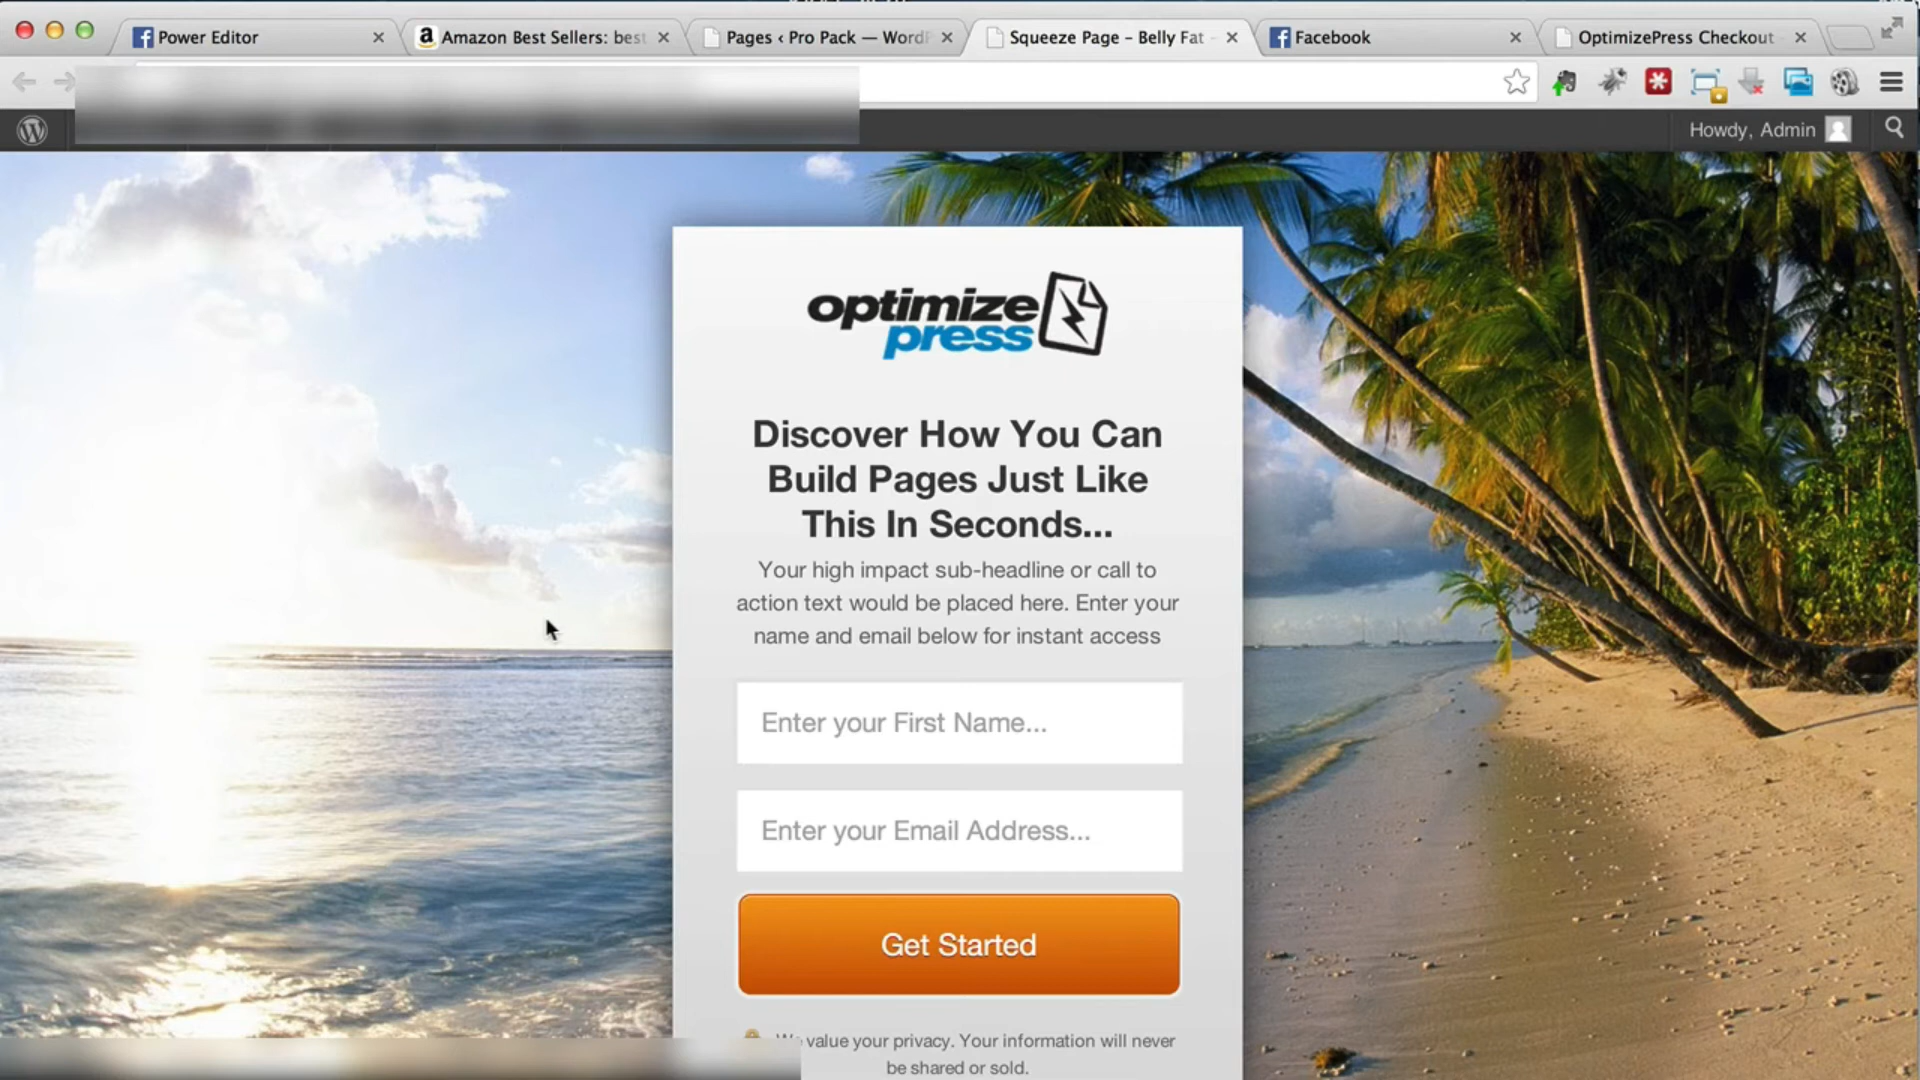 Power Editor
Amazon Best Sellers: best
Pages ‹ Pro Pack — WordP
Squeeze Page – Belly Fat
Facebook
OptimizePress Checkout
Howdy, Admin
optimize
press
Discover How You Can
Build Pages Just Like
This In Seconds...
Your high impact sub-headline or call to
action text would be placed here. Enter your
name and email below for instant access
Enter your First Name...
Enter your Email Address...
Get Started
We value your privacy. Your information will never
be shared or sold.